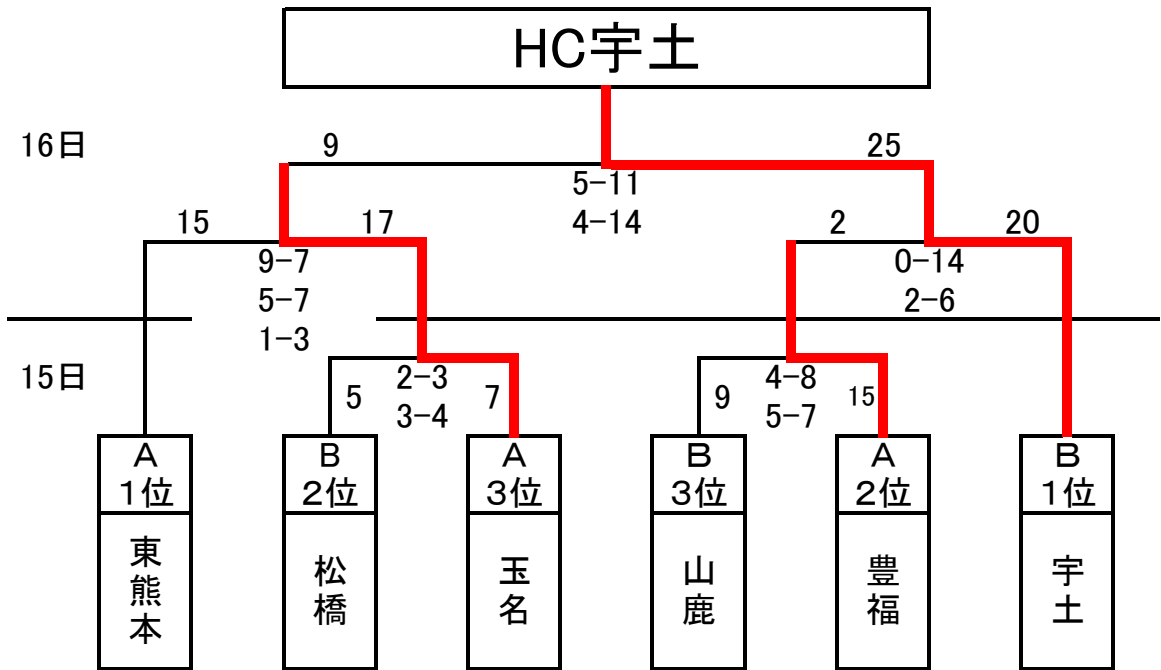 HC宇土
16日
9
25
5-11
4-14
15
17
2
20
9-7
5-7
1-3
0-14
2-6
15日
5
2-3
3-4
7
9
4-8
5-7
15
A
1位
B
2位
A
3位
B
3位
A
2位
B
1位
東熊本
松橋
玉名
山鹿
豊福
宇土